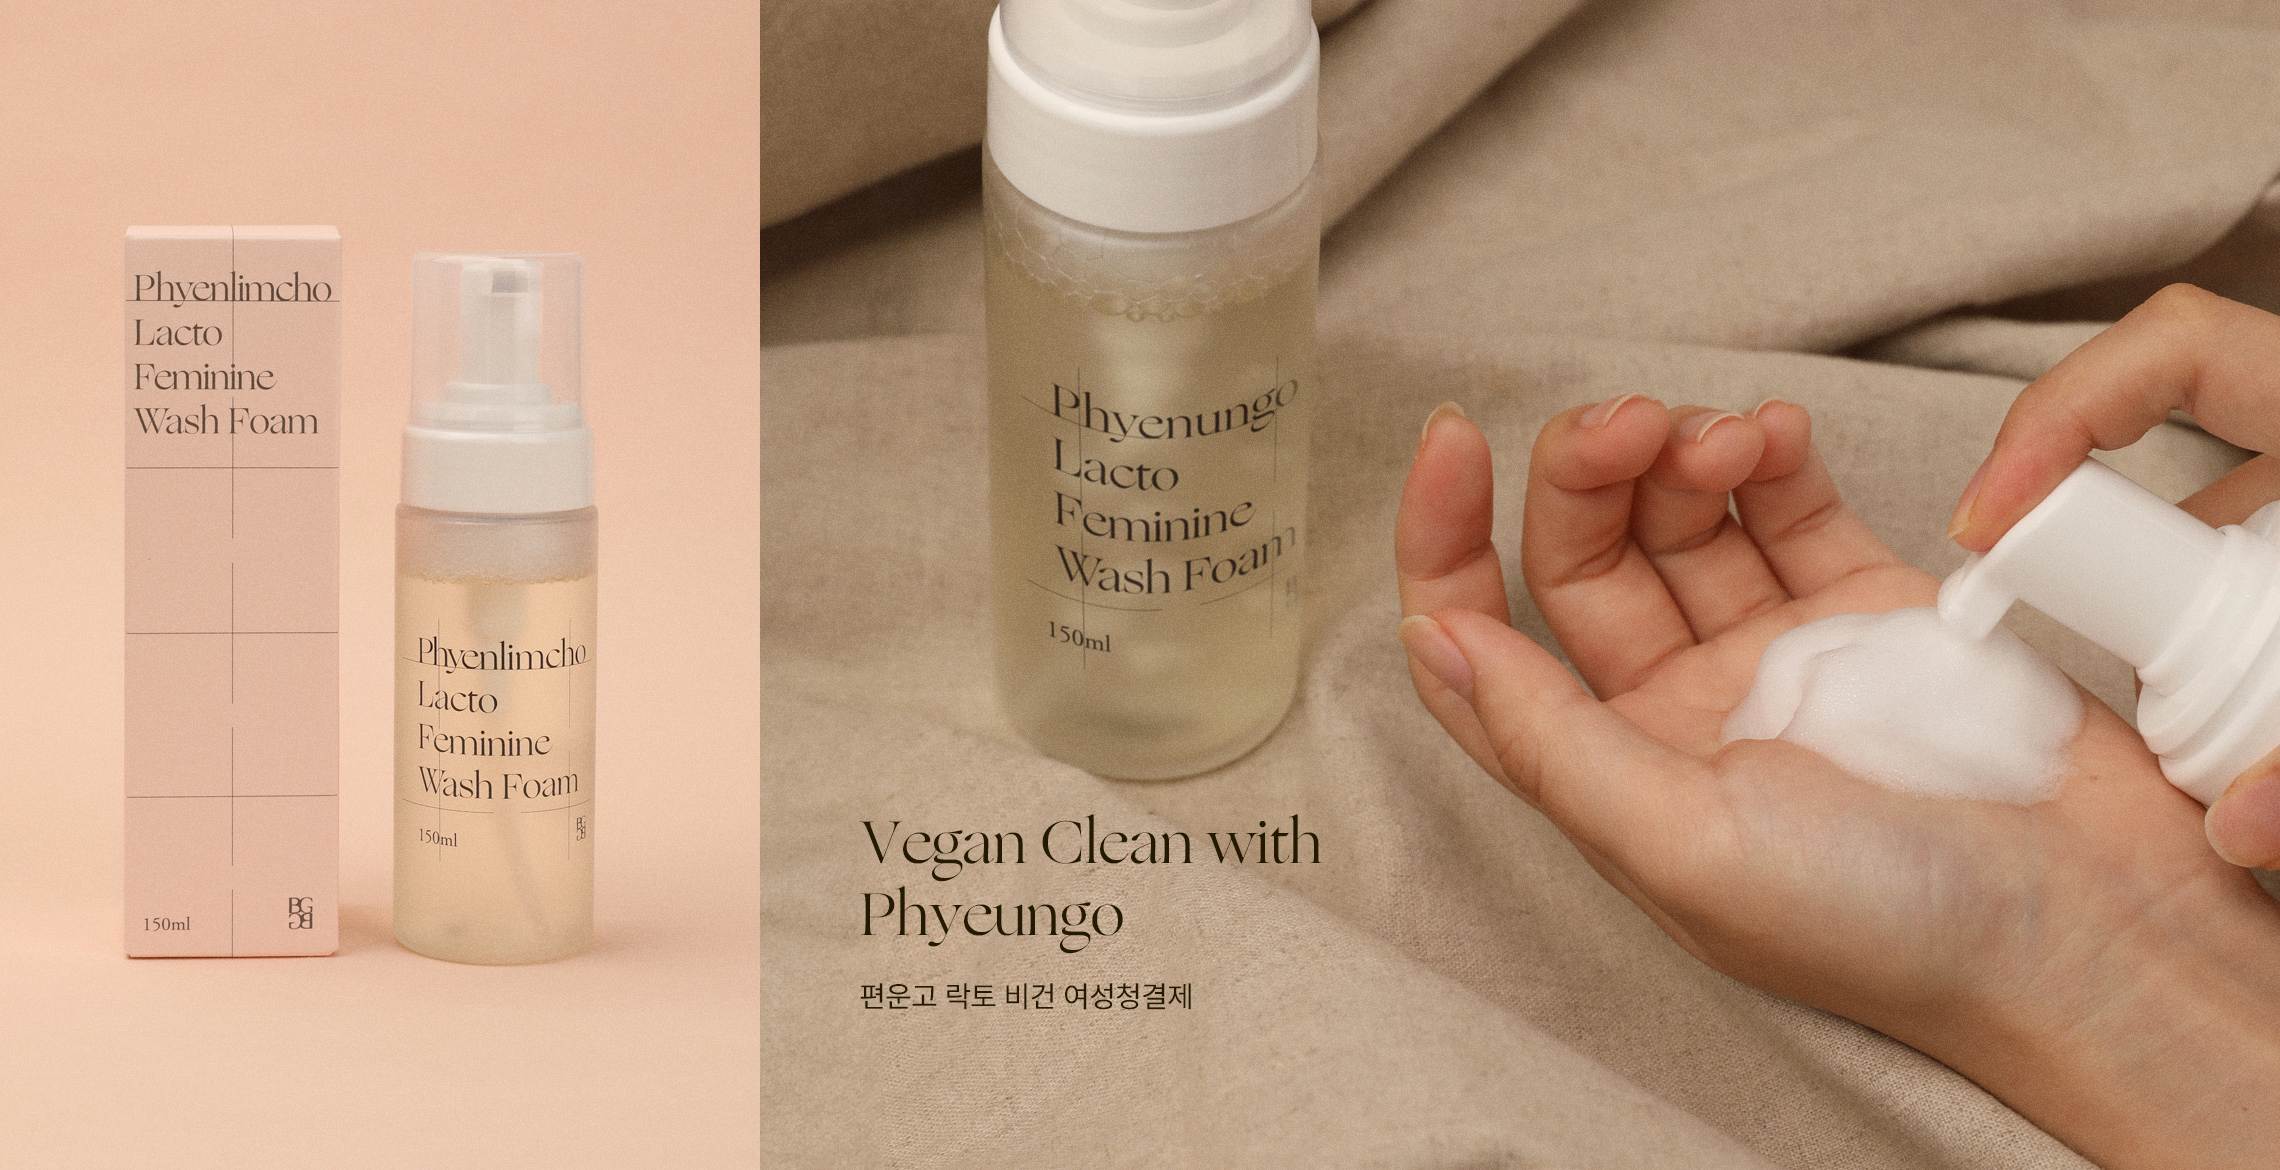 Phyenlimcho
Lacto
Feminine
Wash Foam
150ml
BG
Phyenlimcho
Lacto
Feminine
Wash Foam
150ml
Phyenungo
Lacto
Feminine
Wash Foam
150ml
Vegan Clean with
Phyeungo
편운고 락토 비건 여성청결제